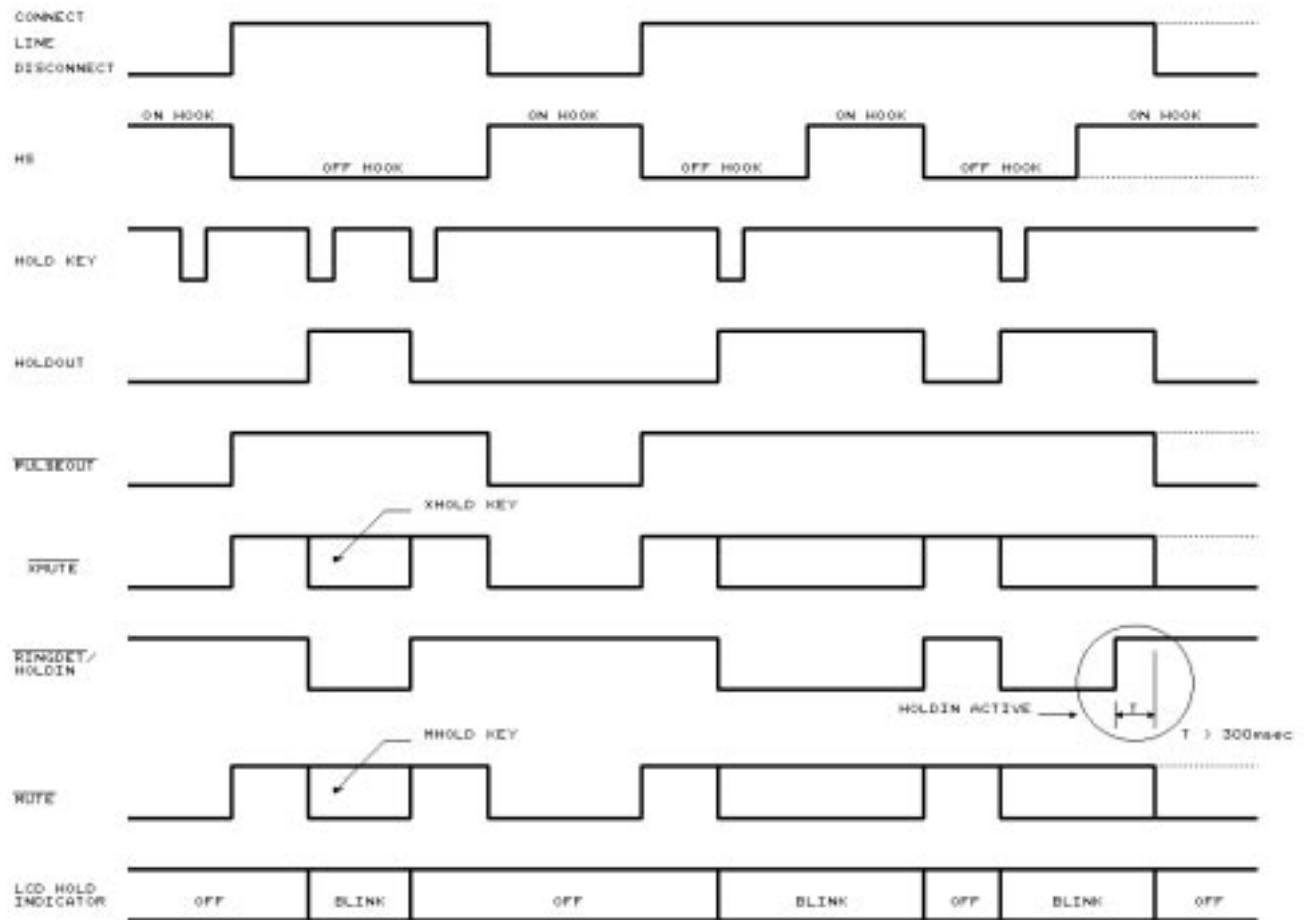 CONNECT
LINE
DISCONNECT
ON HOOK
ON HOOK
ON HOOK
ON HOOK
HS
OFF HOOK
OFF HOOK
OFF HOOK
HOLD KEY
HOLDOUT
PULSEOUT
XHOLD KEY
XMUTE
RINGDET/
HOLDIN
HOLDIN ACTIVE
T
T > 300msec
MHOLD KEY
MUTE
LCD HOLD
INDICATOR
OFF
BLINK
OFF
BLINK
OFF
BLINK
OFF